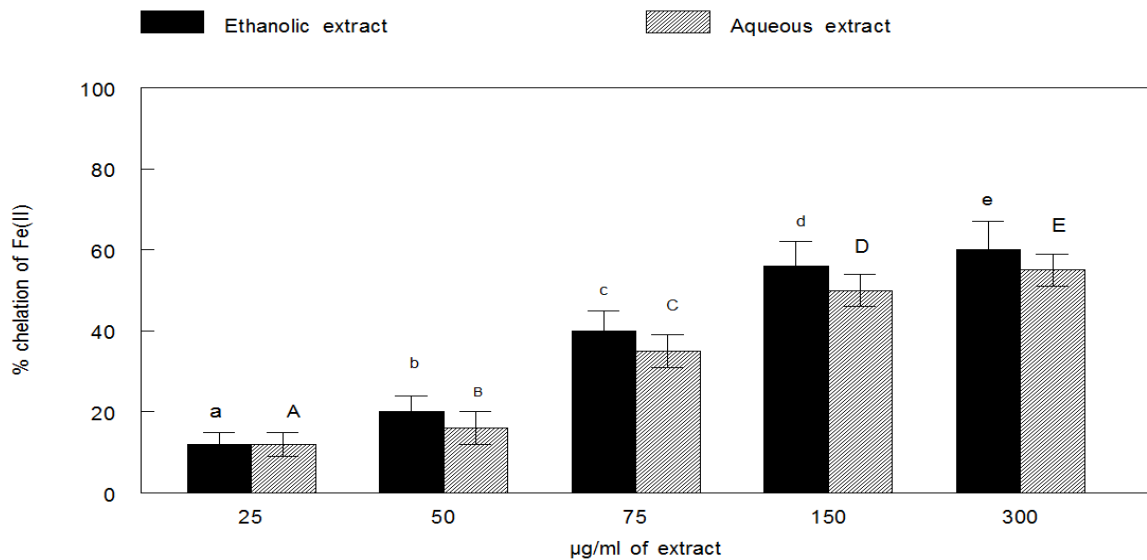 Ethanolic extract
Aqueous extract
% chelation of Fe(II)
100
80
60
40
20
0
a
A
b
B
c
C
d
D
e
E
25
50
75
150
300
µg/ml of extract